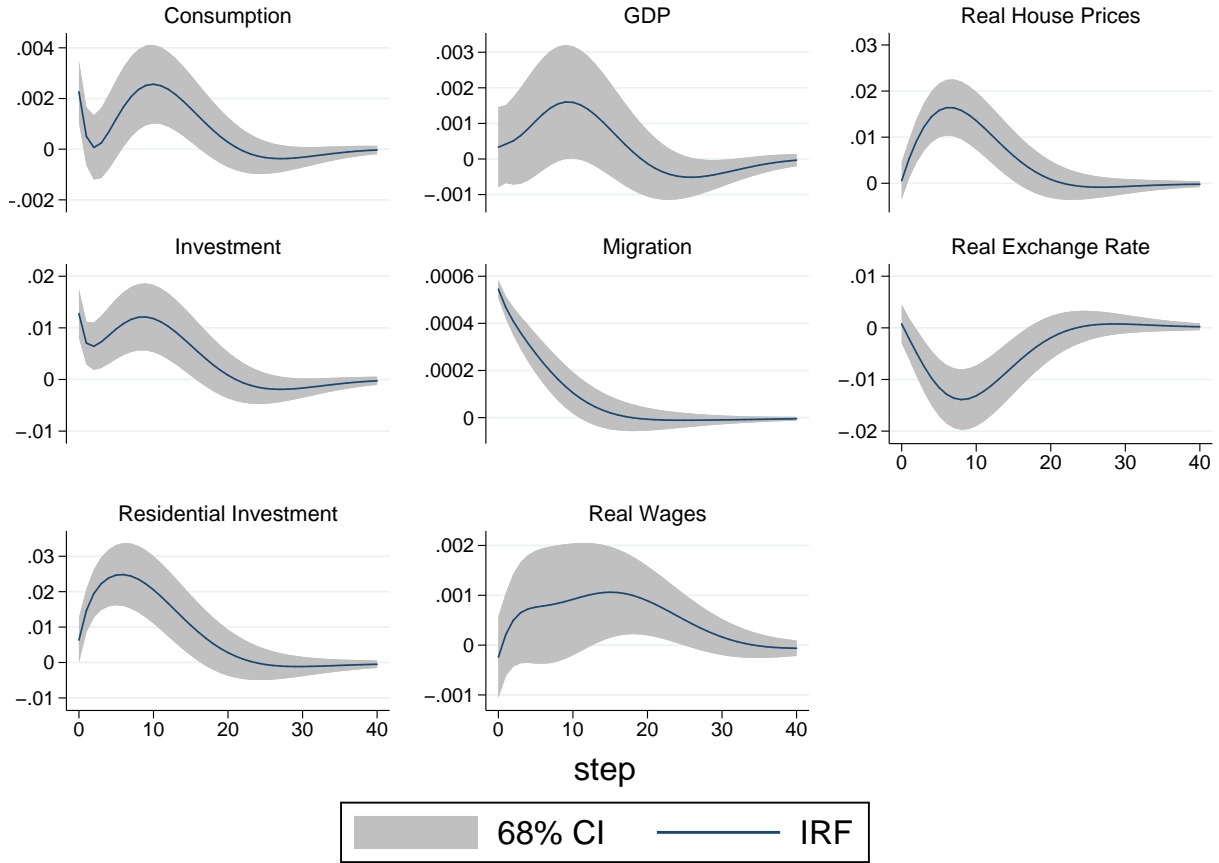 Consumption
.004
.002
0
-.002
GDP
.003
.002
.001
0
-.001
Real House Prices
.03
.02
.01
0
Investment
.02
.01
0
-.01
Migration
.0006
.0004
.0002
0
Real Exchange Rate
.01
0
-.01
-.02
0 10 20 30 40
Residential Investment
.03
.02
.01
0
-.01
0 10 20 30 40
Real Wages
.002
.001
0
-.001
0 10 20 30 40
step
68% CI IRF